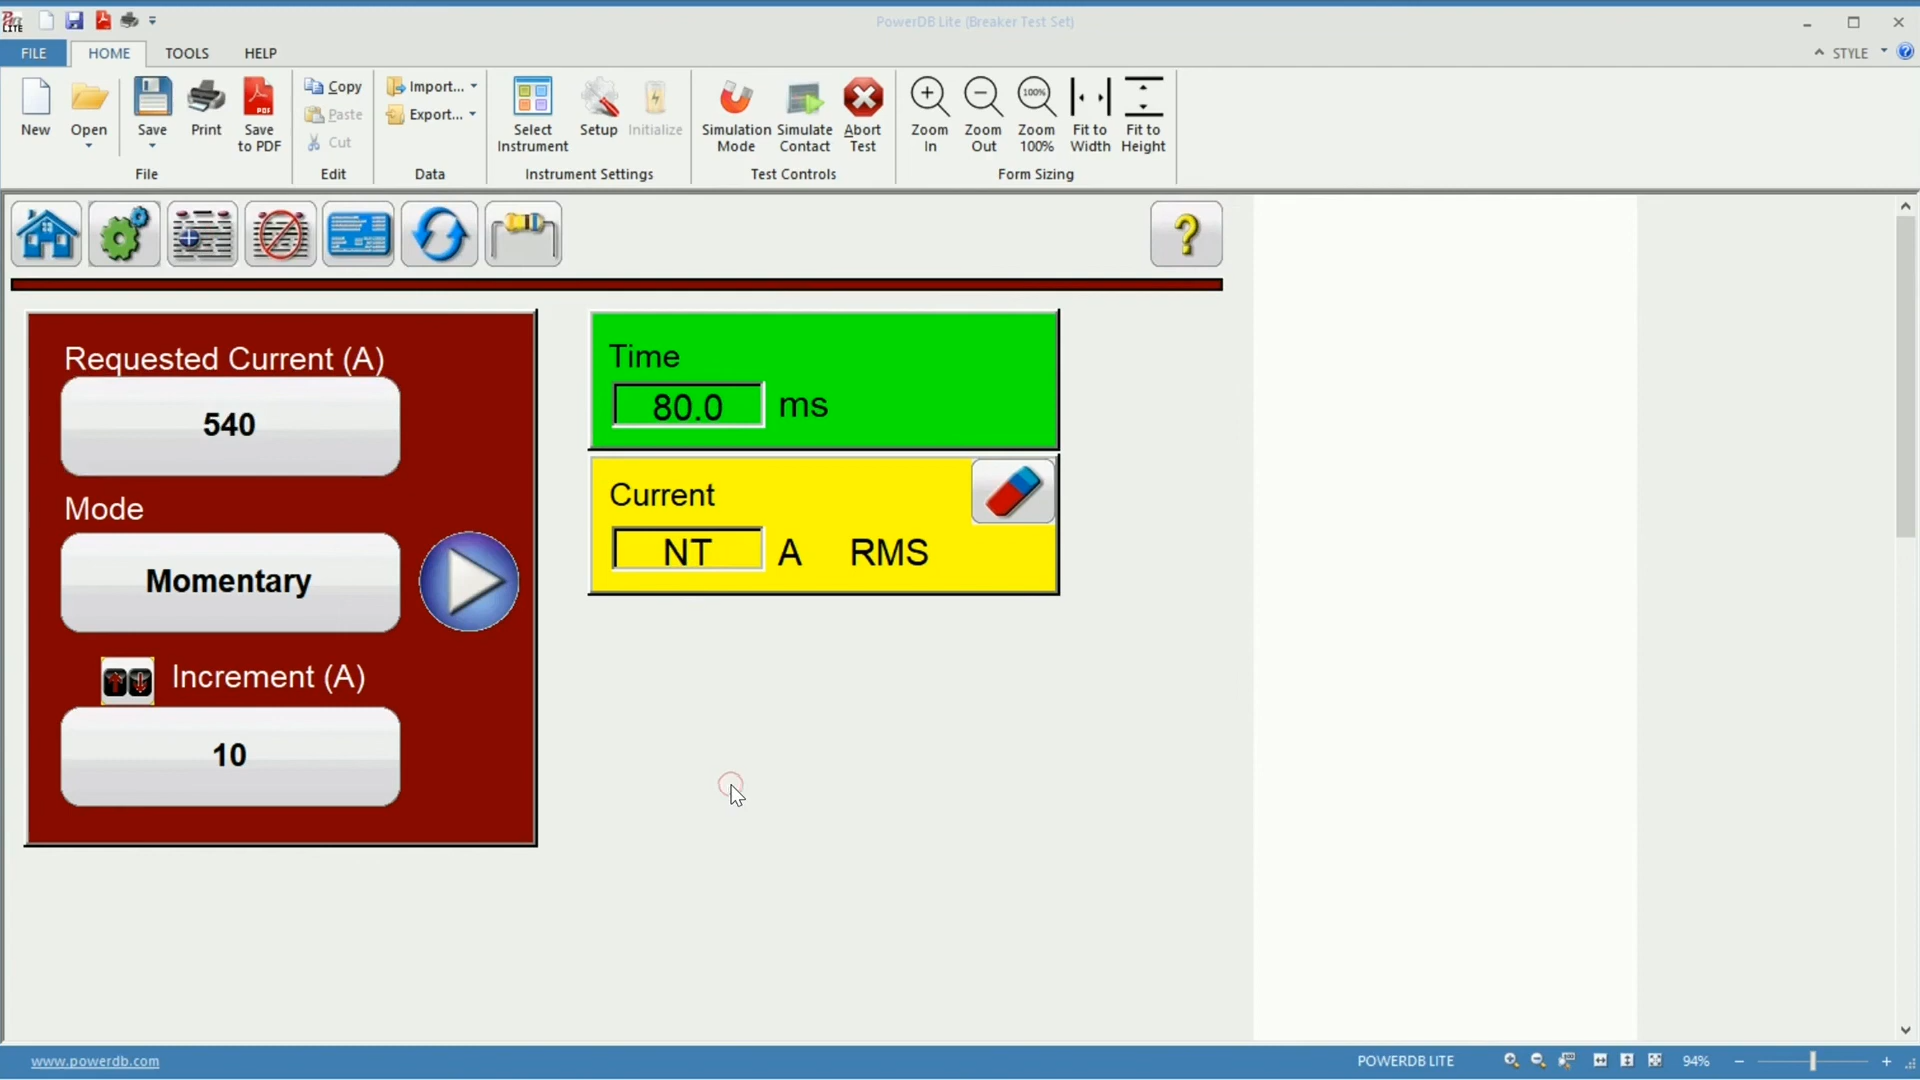 LITE
PowerDB Lite (Breaker Test Set)
FILE HOME TOOLS HELP
STYLE
New Open Save Print Save to PDF
Copy
Paste
Cut
Import...
Export...
Select Instrument Setup Initialize
Simulation Mode Simulate Contact Abort Test
Zoom In Zoom Out Zoom 100% Fit to Width Fit to Height
100%
PDF
File Edit Data Instrument Settings Test Controls Form Sizing
?
Requested Current (A)
540
Mode
Momentary
Increment (A)
10
Time
80.0 ms
Current
NT A RMS
www.powerdb.com
POWERDB LITE
94%